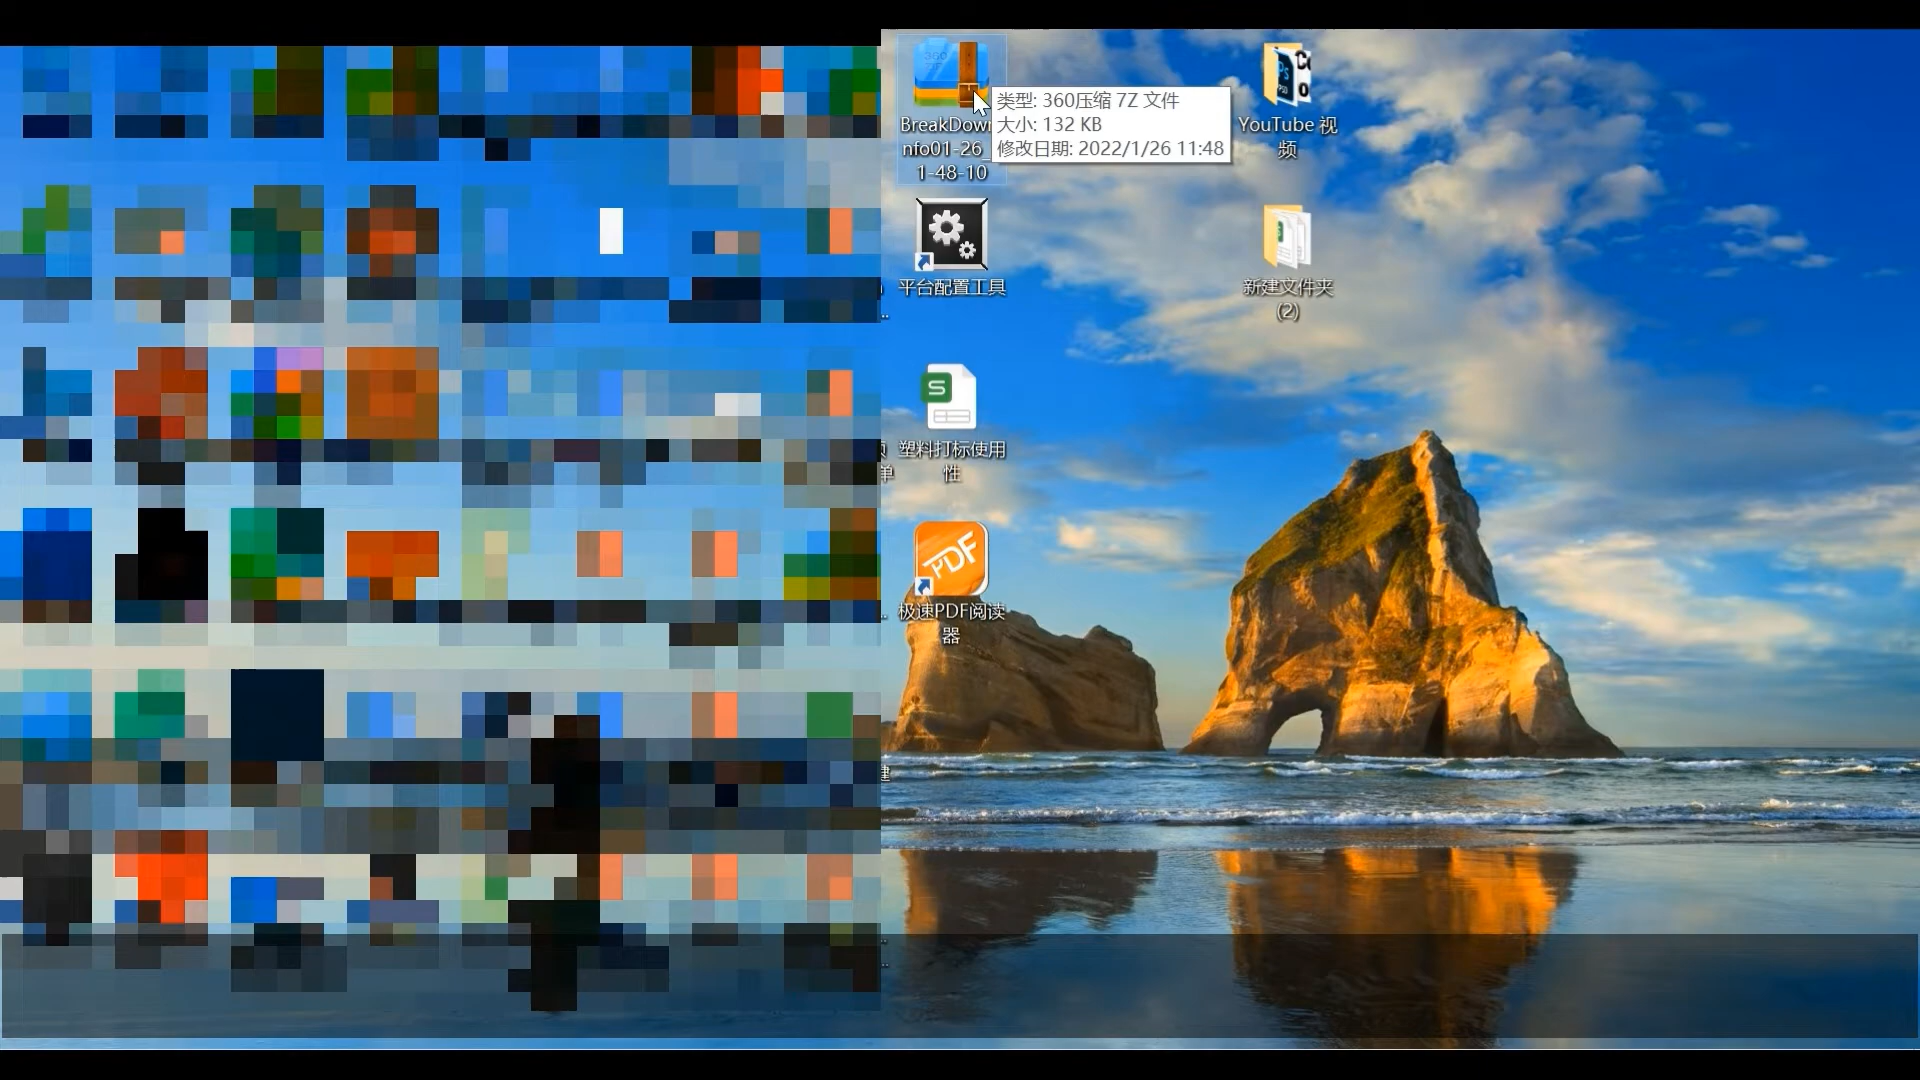 BreakDown
nfo01-26_
1-48-10
类型: 360压缩 7Z 文件
大小: 132 KB
修改日期: 2022/1/26 11:48
YouTube 视
频
平台配置工具
新建文件夹
(2)
塑料打标使用
性
PDF
极速PDF阅读
器